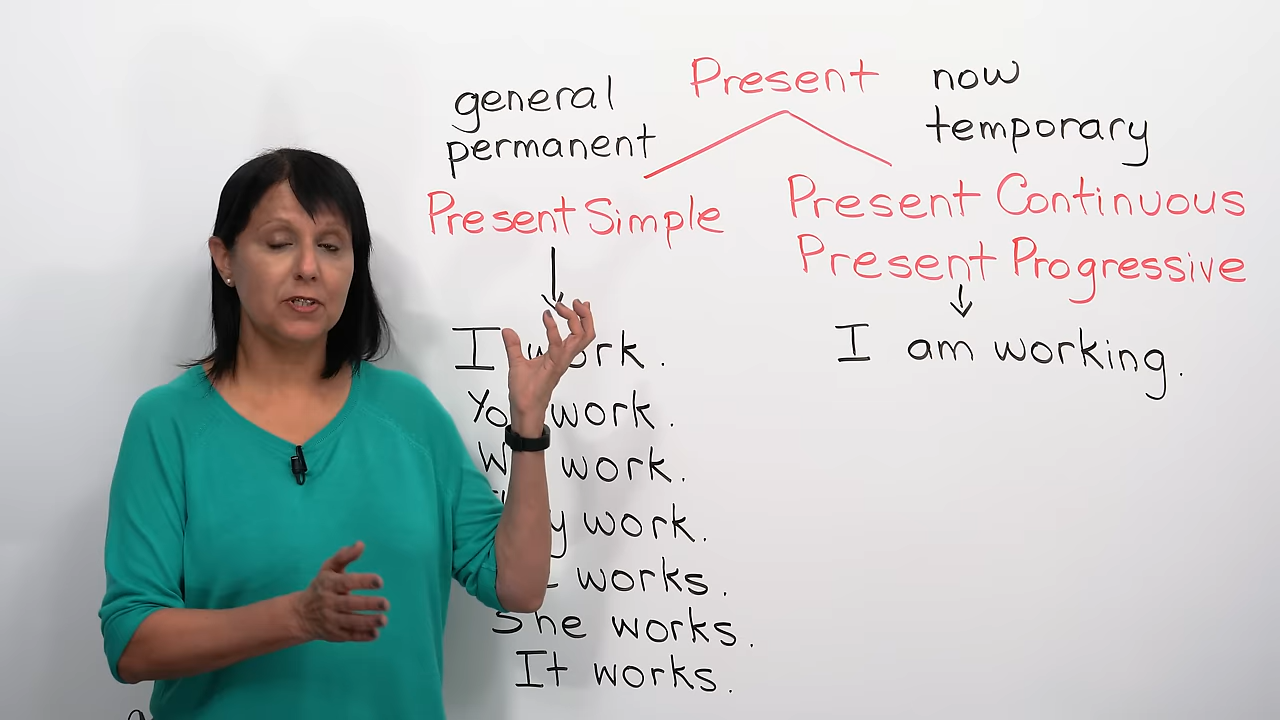 Present
general
permanent
now
temporary
Present Simple
Present Continuous
Present Progressive
I work.
work.
work.
work.
works.
She works.
It works.
I am working.